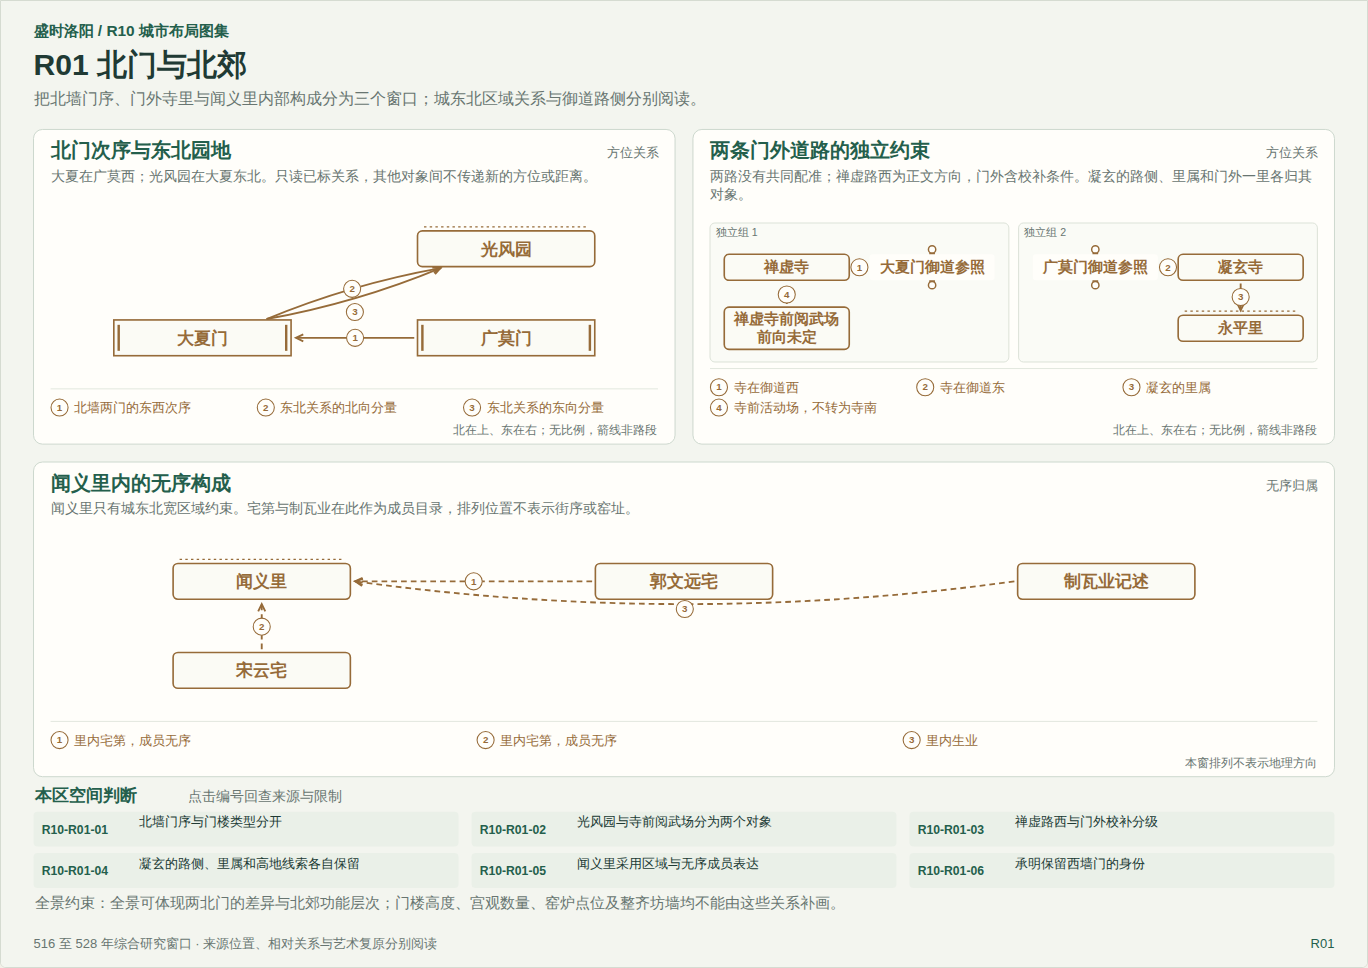 盛时洛阳 / R10 城市布局图集
R01 北门与北郊
把北墙门序、门外寺里与闻义里内部构成分为三个窗口；城东北区域关系与御道路侧分别阅读。
北门次序与东北园地
方位关系
大夏在广莫西；光风园在大夏东北。只读已标关系，其他对象间不传递新的方位或距离。
光风园
2
3
大夏门
1
广莫门
1 北墙两门的东西次序
2 东北关系的北向分量
3 东北关系的东向分量
北在上、东在右；无比例，箭线非路段
两条门外道路的独立约束
方位关系
两路没有共同配准；禅虚路西为正文方向，门外含校补条件。凝玄的路侧、里属和门外一里各归其
对象。
独立组 1
禅虚寺
1
大夏门御道参照
4
禅虚寺前阅武场
前向未定
独立组 2
广莫门御道参照
2
凝玄寺
3
永平里
1 寺在御道西
2 寺在御道东
3 凝玄的里属
4 寺前活动场，不转为寺南
北在上、东在右；无比例，箭线非路段
闻义里内的无序构成
无序归属
闻义里只有城东北宽区域约束。宅第与制瓦业在此作为成员目录，排列位置不表示街序或窑址。
闻义里
1
郭文远宅
制瓦业记述
3
2
宋云宅
1 里内宅第，成员无序
2 里内宅第，成员无序
3 里内生业
本窗排列不表示地理方向
本区空间判断
点击编号回查来源与限制
R10-R01-01 北墙门序与门楼类型分开
R10-R01-02 光风园与寺前阅武场分为两个对象
R10-R01-03 禅虚路西与门外校补分级
R10-R01-04 凝玄的路侧、里属和高地线索各自保留
R10-R01-05 闻义里采用区域与无序成员表达
R10-R01-06 承明保留西墙门的身份
全景约束：全景可体现两北门的差异与北郊功能层次；门楼高度、宫观数量、窑炉点位及整齐坊墙均不能由这些关系补画。
516 至 528 年综合研究窗口 · 来源位置、相对关系与艺术复原分别阅读
R01